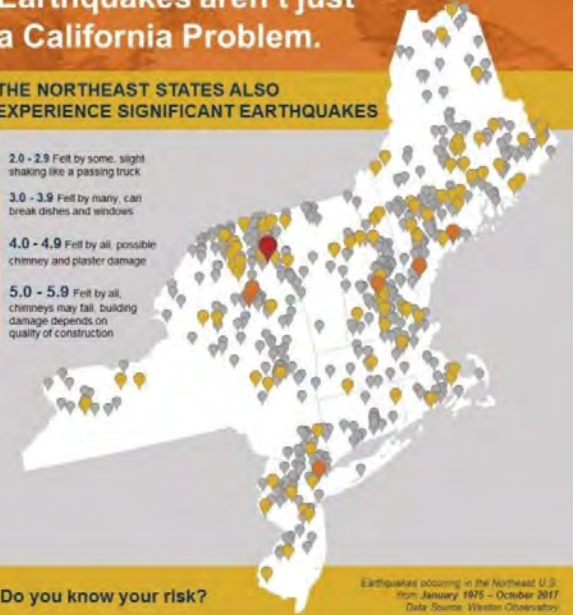 Earthquakes aren't just
a California Problem.
THE NORTHEAST STATES ALSO
EXPERIENCE SIGNIFICANT EARTHQUAKES
2.0 - 2.9 Felt by some, slight
shaking like a passing truck
3.0 - 3.9 Felt by many, can
break dishes and windows
4.0 - 4.9 Felt by all, possible
chimney and plaster damage
5.0 - 5.9 Felt by all,
chimneys may fall, building
damage depends on
quality of construction
Do you know your risk?
Earthquakes occurring in the Northeast U.S.
from January 1975 – October 2017
Data Source: Weston Observatory